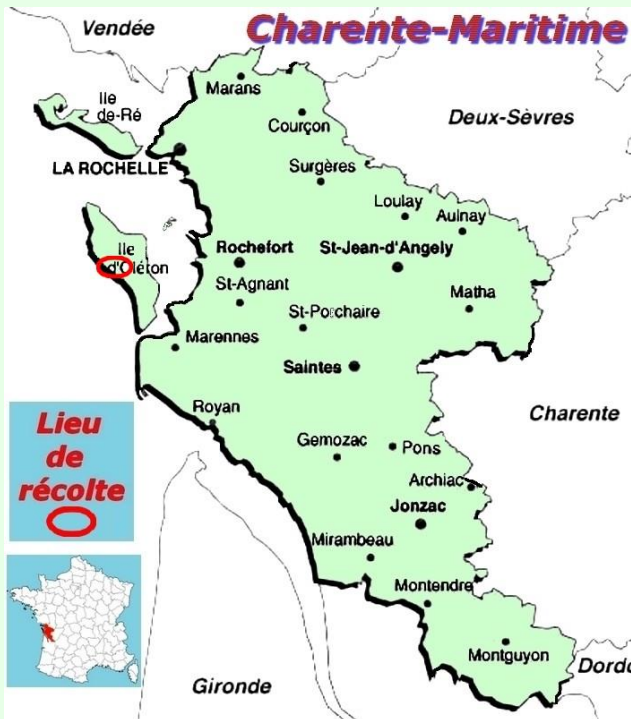 Vendée
Charente-Maritime
Marans
Ile
de-Ré
Courçon
Deux-Sèvres
LA ROCHELLE
Surgères
Loulay
Aulnay
Ile
d'Oléron
Rochefort
St-Jean-d'Angely
St-Agnant
Matha
St-Porchaire
Marennes
Saintes
Royan
Charente
Lieu
de
récolte
Gemozac
Pons
Archiac
Jonzac
Mirambeau
Montendre
Montguyon
Gironde
Dordo